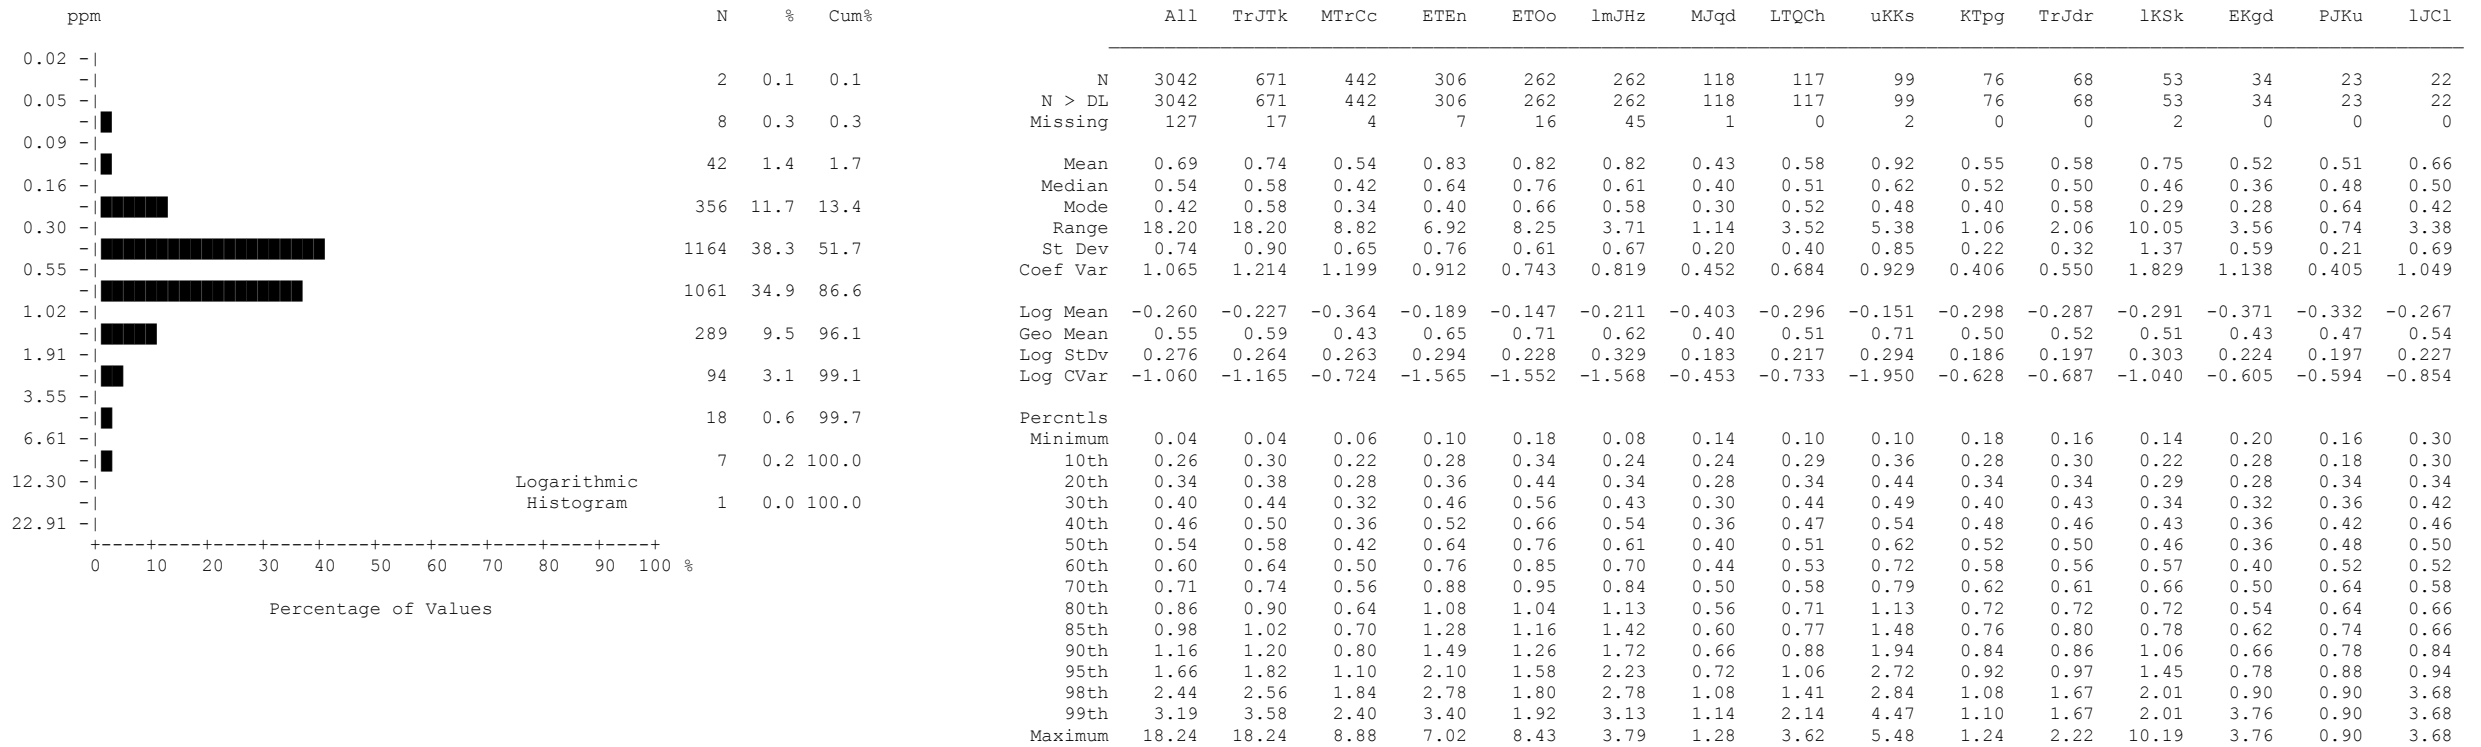 ppm N % Cum% All TrJTk MTrCc ETEn ETOo lmJHz MJqd LTQCh uKKs KTpg TrJdr lKSk EKgd PJKu lJCl
0.02 -|
-| 2 0.1 0.1 N 3042 671 442 306 262 262 118 117 99 76 68 53 34 23 22
0.05 -| N > DL 3042 671 442 306 262 262 118 117 99 76 68 53 34 23 22
-| 8 0.3 0.3 Missing 127 17 4 7 16 45 1 0 2 0 0 2 0 0 0
0.09 -|
-| 42 1.4 1.7 Mean 0.69 0.74 0.54 0.83 0.82 0.82 0.43 0.58 0.92 0.55 0.58 0.75 0.52 0.51 0.66
0.16 -| Median 0.54 0.58 0.42 0.64 0.76 0.61 0.40 0.51 0.62 0.52 0.50 0.46 0.36 0.48 0.50
-| 356 11.7 13.4 Mode 0.42 0.58 0.34 0.40 0.66 0.58 0.30 0.52 0.48 0.40 0.58 0.29 0.28 0.64 0.42
0.30 -| Range 18.20 18.20 8.82 6.92 8.25 3.71 1.14 3.52 5.38 1.06 2.06 10.05 3.56 0.74 3.38
-| 1164 38.3 51.7 St Dev 0.74 0.90 0.65 0.76 0.61 0.67 0.20 0.40 0.85 0.22 0.32 1.37 0.59 0.21 0.69
0.55 -| Coef Var 1.065 1.214 1.199 0.912 0.743 0.819 0.452 0.684 0.929 0.406 0.550 1.829 1.138 0.405 1.049
-| 1061 34.9 86.6
1.02 -| Log Mean -0.260 -0.227 -0.364 -0.189 -0.147 -0.211 -0.403 -0.296 -0.151 -0.298 -0.287 -0.291 -0.371 -0.332 -0.267
-| 289 9.5 96.1 Geo Mean 0.55 0.59 0.43 0.65 0.71 0.62 0.40 0.51 0.71 0.50 0.52 0.51 0.43 0.47 0.54
1.91 -| Log StDv 0.276 0.264 0.263 0.294 0.228 0.329 0.183 0.217 0.294 0.186 0.197 0.303 0.224 0.197 0.227
-| 94 3.1 99.1 Log CVar -1.060 -1.165 -0.724 -1.565 -1.552 -1.568 -0.453 -0.733 -1.950 -0.628 -0.687 -1.040 -0.605 -0.594 -0.854
3.55 -|
-| 18 0.6 99.7 Percntls
6.61 -| Minimum 0.04 0.04 0.06 0.10 0.18 0.08 0.14 0.10 0.10 0.18 0.16 0.14 0.20 0.16 0.30
-| 7 0.2 100.0 10th 0.26 0.30 0.22 0.28 0.34 0.24 0.24 0.29 0.36 0.28 0.30 0.22 0.28 0.18 0.30
12.30 -| Logarithmic 20th 0.34 0.38 0.28 0.36 0.44 0.34 0.28 0.34 0.44 0.34 0.34 0.29 0.28 0.34 0.34
-| Histogram 1 0.0 100.0 30th 0.40 0.44 0.32 0.46 0.56 0.43 0.30 0.44 0.49 0.40 0.43 0.34 0.32 0.36 0.42
22.91 -| 40th 0.46 0.50 0.36 0.52 0.66 0.54 0.36 0.47 0.54 0.48 0.46 0.43 0.36 0.42 0.46
+----+----+----+----+----+----+----+----+----+----+ 50th 0.54 0.58 0.42 0.64 0.76 0.61 0.40 0.51 0.62 0.52 0.50 0.46 0.36 0.48 0.50
0 10 20 30 40 50 60 70 80 90 100 % 60th 0.60 0.64 0.50 0.76 0.85 0.70 0.44 0.53 0.72 0.58 0.56 0.57 0.40 0.52 0.52
70th 0.71 0.74 0.56 0.88 0.95 0.84 0.50 0.58 0.79 0.62 0.61 0.66 0.50 0.64 0.58
Percentage of Values 80th 0.86 0.90 0.64 1.08 1.04 1.13 0.56 0.71 1.13 0.72 0.72 0.72 0.54 0.64 0.66
85th 0.98 1.02 0.70 1.28 1.16 1.42 0.60 0.77 1.48 0.76 0.80 0.78 0.62 0.74 0.66
90th 1.16 1.20 0.80 1.49 1.26 1.72 0.66 0.88 1.94 0.84 0.86 1.06 0.66 0.78 0.84
95th 1.66 1.82 1.10 2.10 1.58 2.23 0.72 1.06 2.72 0.92 0.97 1.45 0.78 0.88 0.94
98th 2.44 2.56 1.84 2.78 1.80 2.78 1.08 1.41 2.84 1.08 1.67 2.01 0.90 0.90 3.68
99th 3.19 3.58 2.40 3.40 1.92 3.13 1.14 2.14 4.47 1.10 1.67 2.01 3.76 0.90 3.68
Maximum 18.24 18.24 8.88 7.02 8.43 3.79 1.28 3.62 5.48 1.24 2.22 10.19 3.76 0.90 3.68